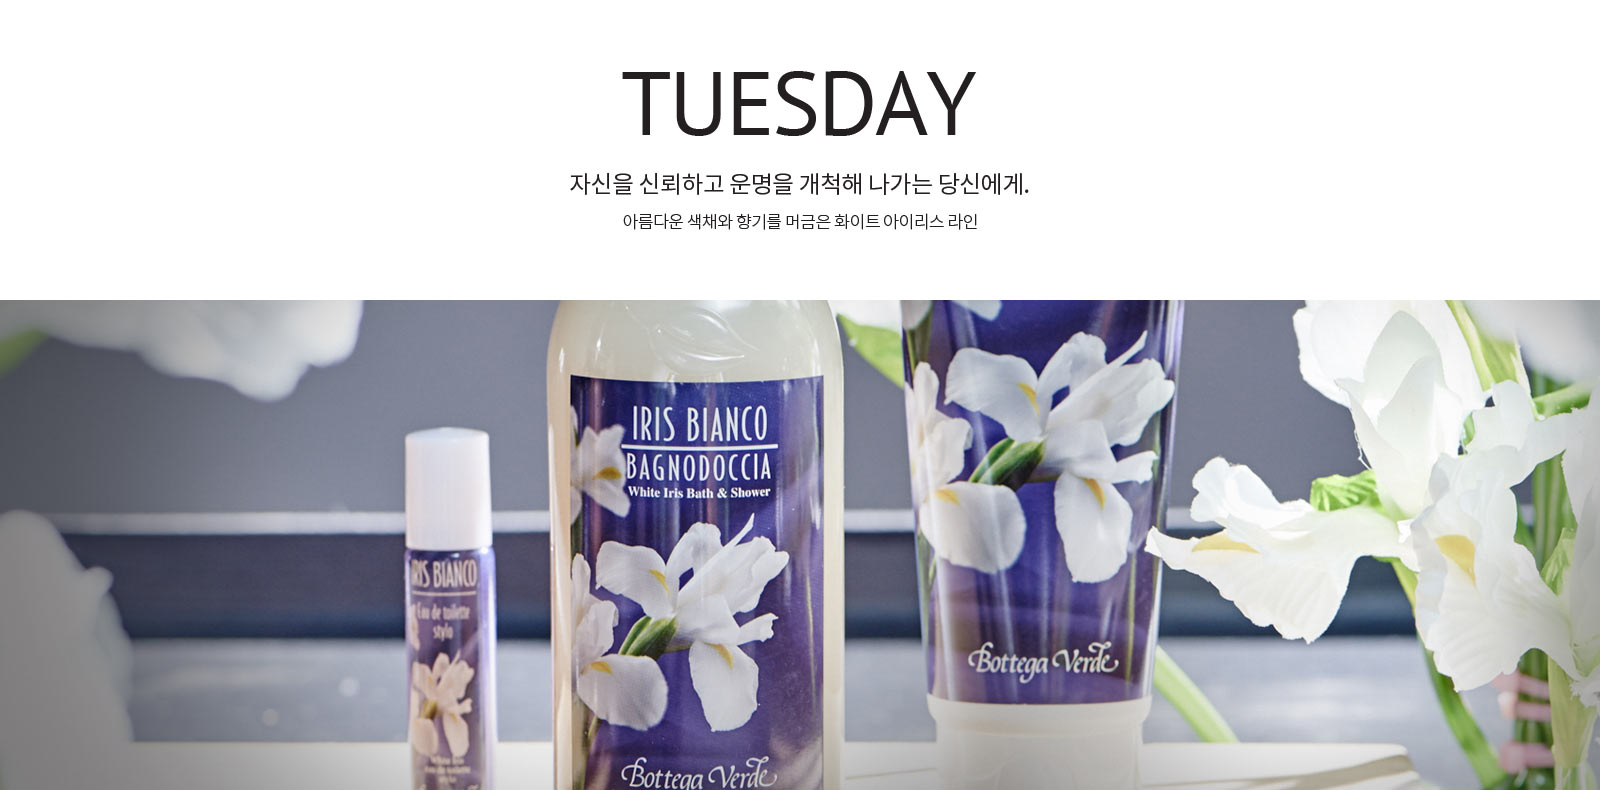 TUESDAY
자신을 신뢰하고 운명을 개척해 나가는 당신에게.
아름다운 색채와 향기를 머금은 화이트 아이리스 라인
IRIS BIANCO
BAGNODOCCIA
White Iris Bath & Shower
Bottega Verde
IRIS BIANCO
Eau de toilette
stylo
Bottega Verde